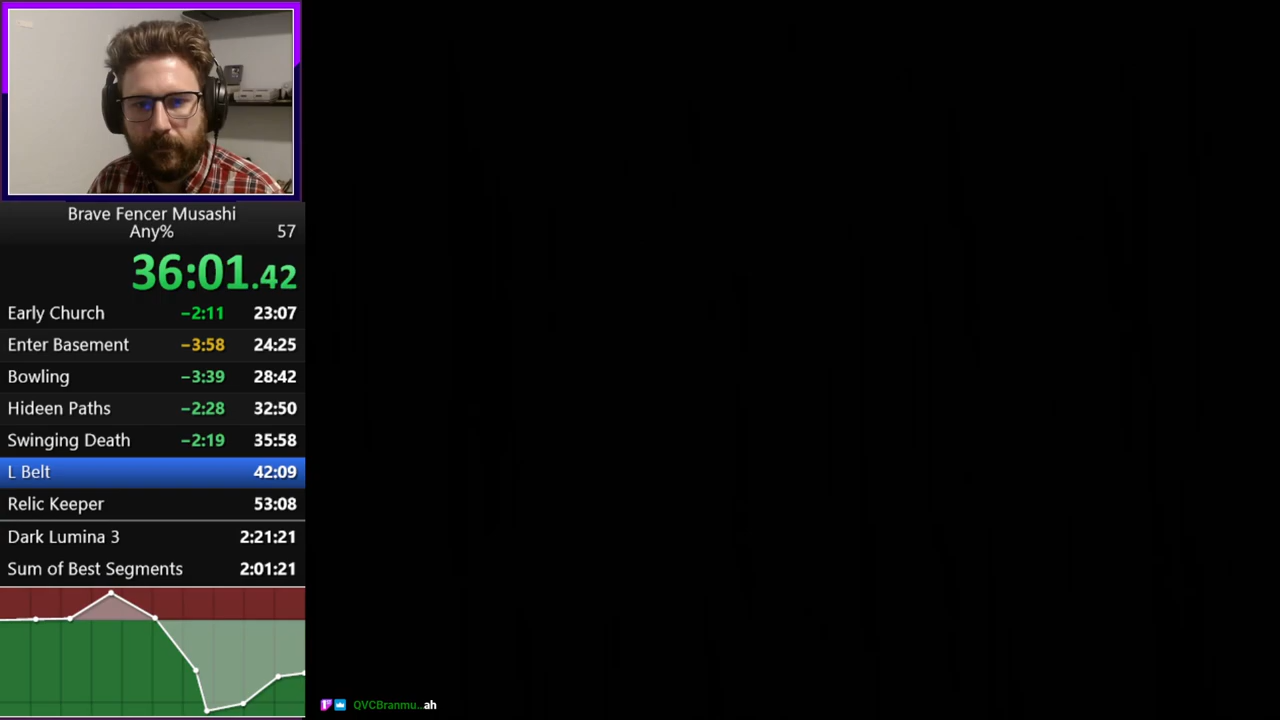 Brave Fencer Musashi
Any% 57
36:01.42
Early Church −2:11 23:07
Enter Basement −3:58 24:25
Bowling −3:39 28:42
Hideen Paths −2:28 32:50
Swinging Death −2:19 35:58
L Belt 42:09
Relic Keeper 53:08
Dark Lumina 3 2:21:21
Sum of Best Segments 2:01:21
QVCBranmu..ah